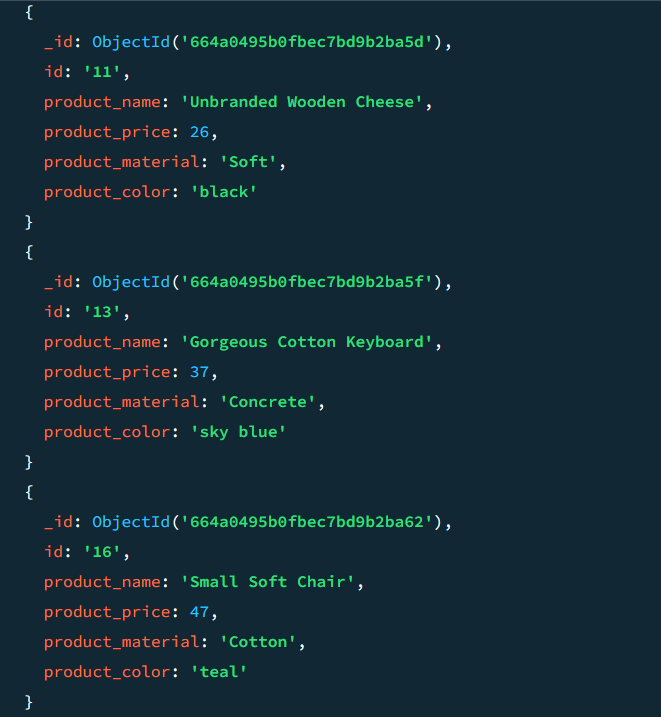 {
_id: ObjectId('664a0495b0fbec7bd9b2ba5d'),
id: '11',
product_name: 'Unbranded Wooden Cheese',
product_price: 26,
product_material: 'Soft',
product_color: 'black'
}
{
_id: ObjectId('664a0495b0fbec7bd9b2ba5f'),
id: '13',
product_name: 'Gorgeous Cotton Keyboard',
product_price: 37,
product_material: 'Concrete',
product_color: 'sky blue'
}
{
_id: ObjectId('664a0495b0fbec7bd9b2ba62'),
id: '16',
product_name: 'Small Soft Chair',
product_price: 47,
product_material: 'Cotton',
product_color: 'teal'
}